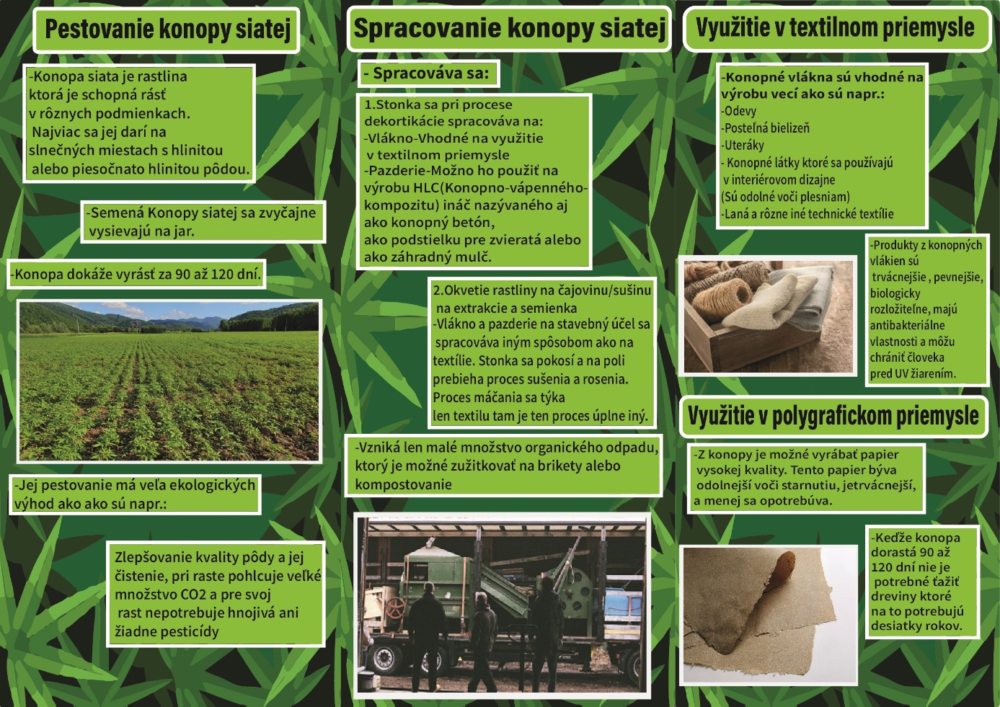 Pestovanie konopy siatej
-Konopa siata je rastlina
ktorá je schopná rásť
v rôznych podmienkach.
Najviac sa jej darí na
slnečných miestach s hlinitou
alebo piesočnato hlinitou pôdou.
-Semená Konopy siatej sa zvyčajne
vysievajú na jar.
-Konopa dokáže vyrásť za 90 až 120 dní.
-Jej pestovanie má veľa ekologických
výhod ako ako sú napr.:
Zlepšovanie kvality pôdy a jej
čistenie, pri raste pohlcuje veľké
množstvo CO2 a pre svoj
rast nepotrebuje hnojivá ani
žiadne pesticídy
Spracovanie konopy siatej
- Spracováva sa:
1.Stonka sa pri procese
dekortikácie spracováva na:
-Vlákno-Vhodné na využitie
v textilnom priemysle
-Pazderie-Možno ho použiť na
výrobu HLC(Konopno-vápenného-
kompozitu) ináč nazývaného aj
ako konopný betón,
ako podstielku pre zvieratá alebo
ako záhradný mulč.
2.Okvetie rastliny na čajovinu/sušinu
na extrakcie a semienka
-Vlákno a pazderie na stavebný účel sa
spracováva iným spôsobom ako na
textílie. Stonka sa pokosí a na poli
prebieha proces sušenia a rosenia.
Proces máčania sa týka
len textilu tam je ten proces úplne iný.
-Vzniká len malé množstvo organického odpadu,
ktorý je možné zužitkovať na brikety alebo
kompostovanie
Využitie v textilnom priemysle
-Konopné vlákna sú vhodné na
výrobu vecí ako sú napr.:
-Odevy
-Posteľná bielizeň
-Uteráky
- Konopné látky ktoré sa používajú
v interiérovom dizajne
(Sú odolné voči plesniam)
-Laná a rôzne iné technické textílie
-Produkty z konopných
vlákien sú
trvácnejšie , pevnejšie,
biologicky
rozložiteľne, majú
antibakteriálne
vlastnosti a môžu
chrániť človeka
pred UV žiarením.
Využitie v polygrafickom priemysle
-Z konopy je možné vyrábať papier
vysokej kvality. Tento papier býva
odolnejší voči starnutiu, jetrvácnejší,
a menej sa opotrebúva.
-Keďže konopa
dorastá 90 až
120 dní nie je
potrebné ťažiť
dreviny ktoré
na to potrebujú
desiatky rokov.